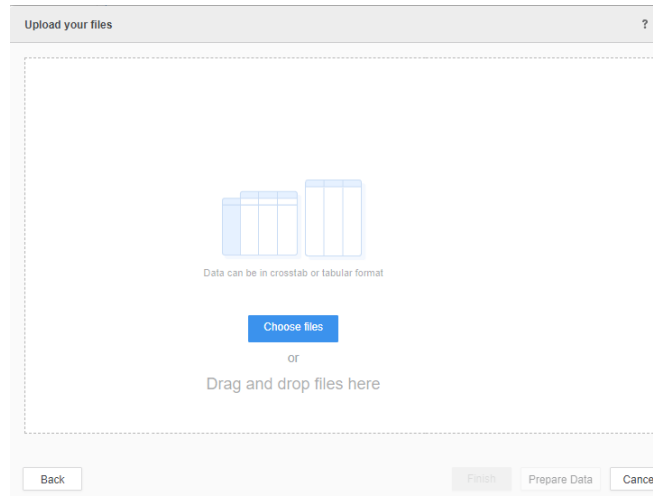 Upload your files ?
Data can be in crosstab or tabular format
Choose files
or
Drag and drop files here
Back Finish Prepare Data Cance